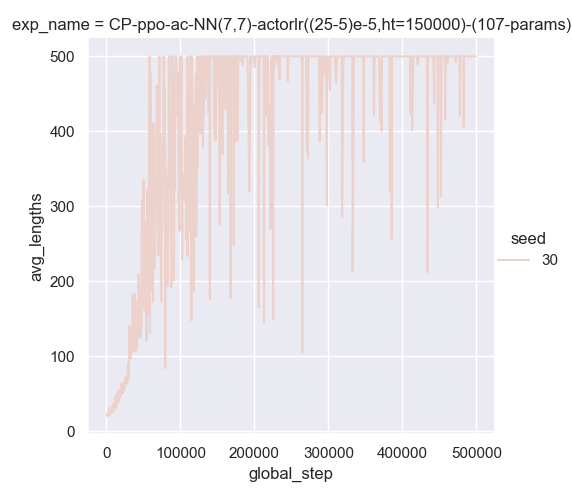 exp_name = CP-ppo-ac-NN(7,7)-actorlr((25-5)e-5,ht=150000)-(107-params)
500
400
300
200
100
0
avg_lengths
0 100000 200000 300000 400000 500000
global_step
seed
30